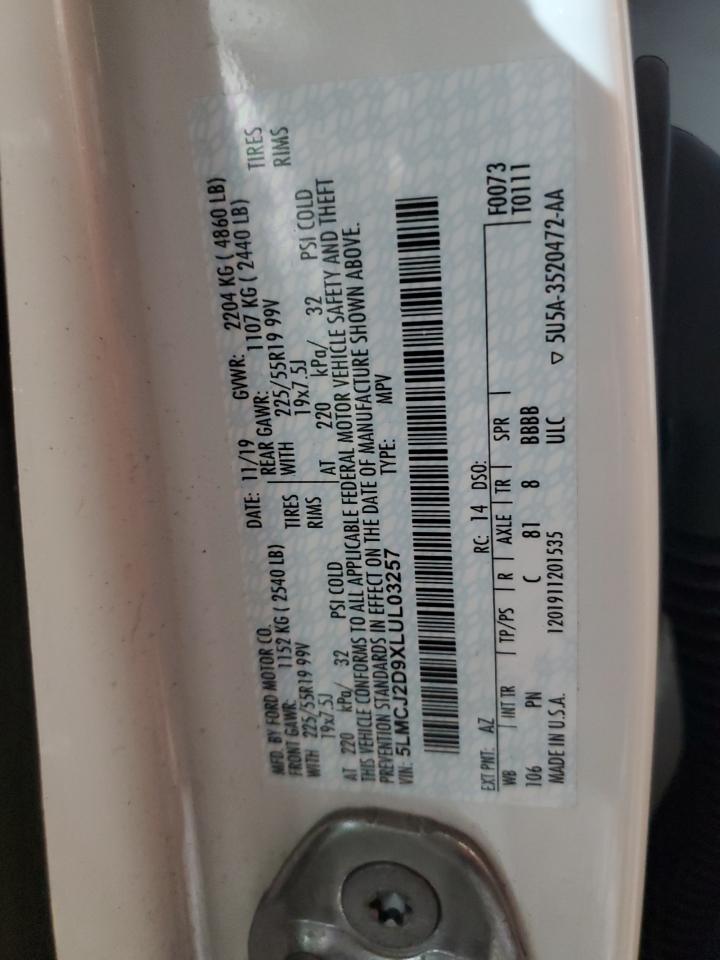 MFD. BY FORD MOTOR CO. DATE: 11/19 GVWR: 2204 KG ( 4860 LB)
FRONT GAWR: 1152 KG ( 2540 LB) REAR GAWR: 1107 KG ( 2440 LB)
WITH 225/55R19 99V TIRES WITH 225/55R19 99V TIRES
19x7.5J RIMS 19x7.5J RIMS
AT 220 kPa/ 32 PSI COLD AT 220 kPa/ 32 PSI COLD
THIS VEHICLE CONFORMS TO ALL APPLICABLE FEDERAL MOTOR VEHICLE SAFETY AND THEFT
PREVENTION STANDARDS IN EFFECT ON THE DATE OF MANUFACTURE SHOWN ABOVE.
VIN: 5LMCJ2D9XLUL03257 TYPE: MPV
EXT PNT: AZ RC: 14 DSO: F0073
WB INT TR TP/PS R AXLE TR SPR T0111
106 PN C 81 8 BBBB
MADE IN U.S.A. 1201911201535 ULC ▽ 5U5A-3520472-AA